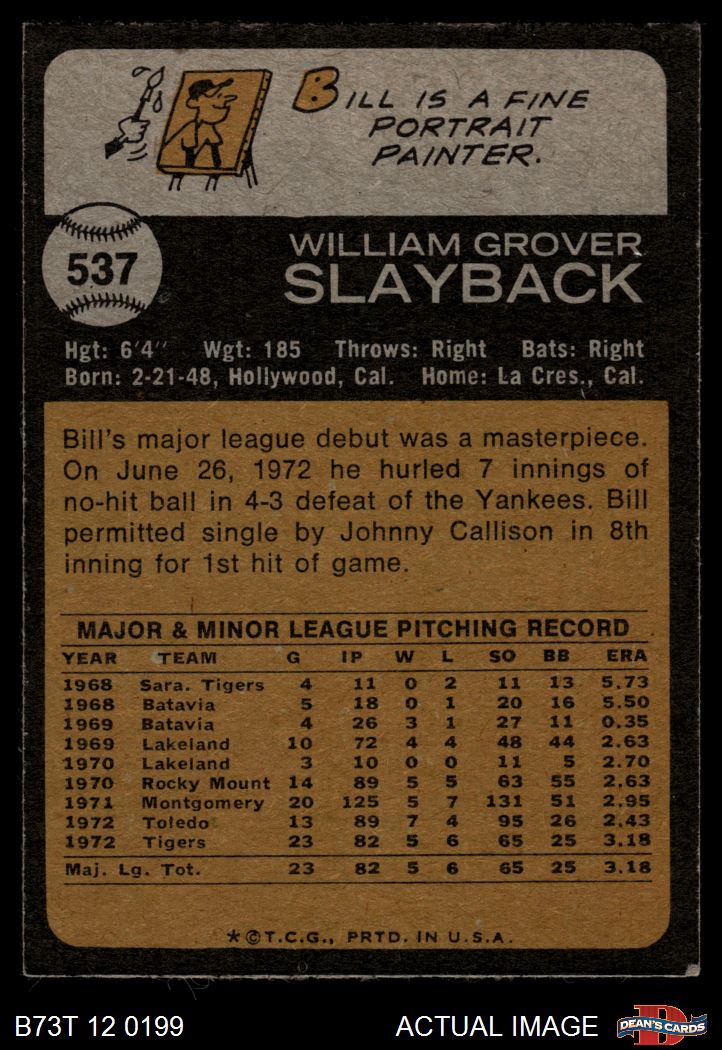 BILL IS A FINE
PORTRAIT
PAINTER.
537
WILLIAM GROVER
SLAYBACK
Hgt: 6'4" Wgt: 185 Throws: Right Bats: Right
Born: 2-21-48, Hollywood, Cal. Home: La Cres., Cal.
Bill's major league debut was a masterpiece.
On June 26, 1972 he hurled 7 innings of
no-hit ball in 4-3 defeat of the Yankees. Bill
permitted single by Johnny Callison in 8th
inning for 1st hit of game.
MAJOR & MINOR LEAGUE PITCHING RECORD
YEAR TEAM G IP W L SO BB ERA
1968 Sara. Tigers 4 11 0 2 11 13 5.73
1968 Batavia 5 18 0 1 20 16 5.50
1969 Batavia 4 26 3 1 27 11 0.35
1969 Lakeland 10 72 4 4 48 44 2.63
1970 Lakeland 3 10 0 0 11 5 2.70
1970 Rocky Mount 14 89 5 5 63 55 2.63
1971 Montgomery 20 125 5 7 131 51 2.95
1972 Toledo 13 89 7 4 95 26 2.43
1972 Tigers 23 82 5 6 65 25 3.18
Maj. Lg. Tot. 23 82 5 6 65 25 3.18
*©T.C.G., PRTD. IN U.S.A.
B73T 12 0199 ACTUAL IMAGE DEAN'S CARDS